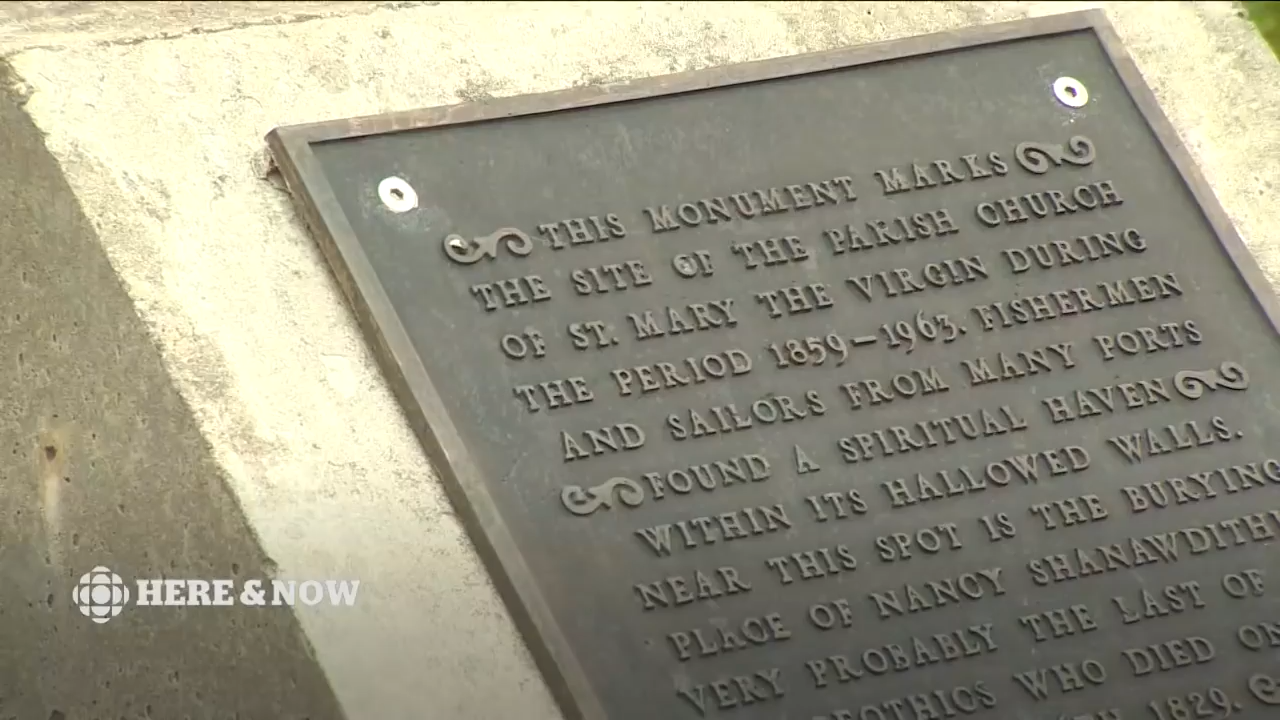 THIS MONUMENT MARKS
THE SITE OF THE PARISH CHURCH
OF ST. MARY THE VIRGIN DURING
THE PERIOD 1859–1963. FISHERMEN
AND SAILORS FROM MANY PORTS
FOUND A SPIRITUAL HAVEN
WITHIN ITS HALLOWED WALLS.
NEAR THIS SPOT IS THE BURYING
PLACE OF NANCY SHANAWDITHI
VERY PROBABLY THE LAST OF
WHO DIED ON
1829.
HERE & NOW